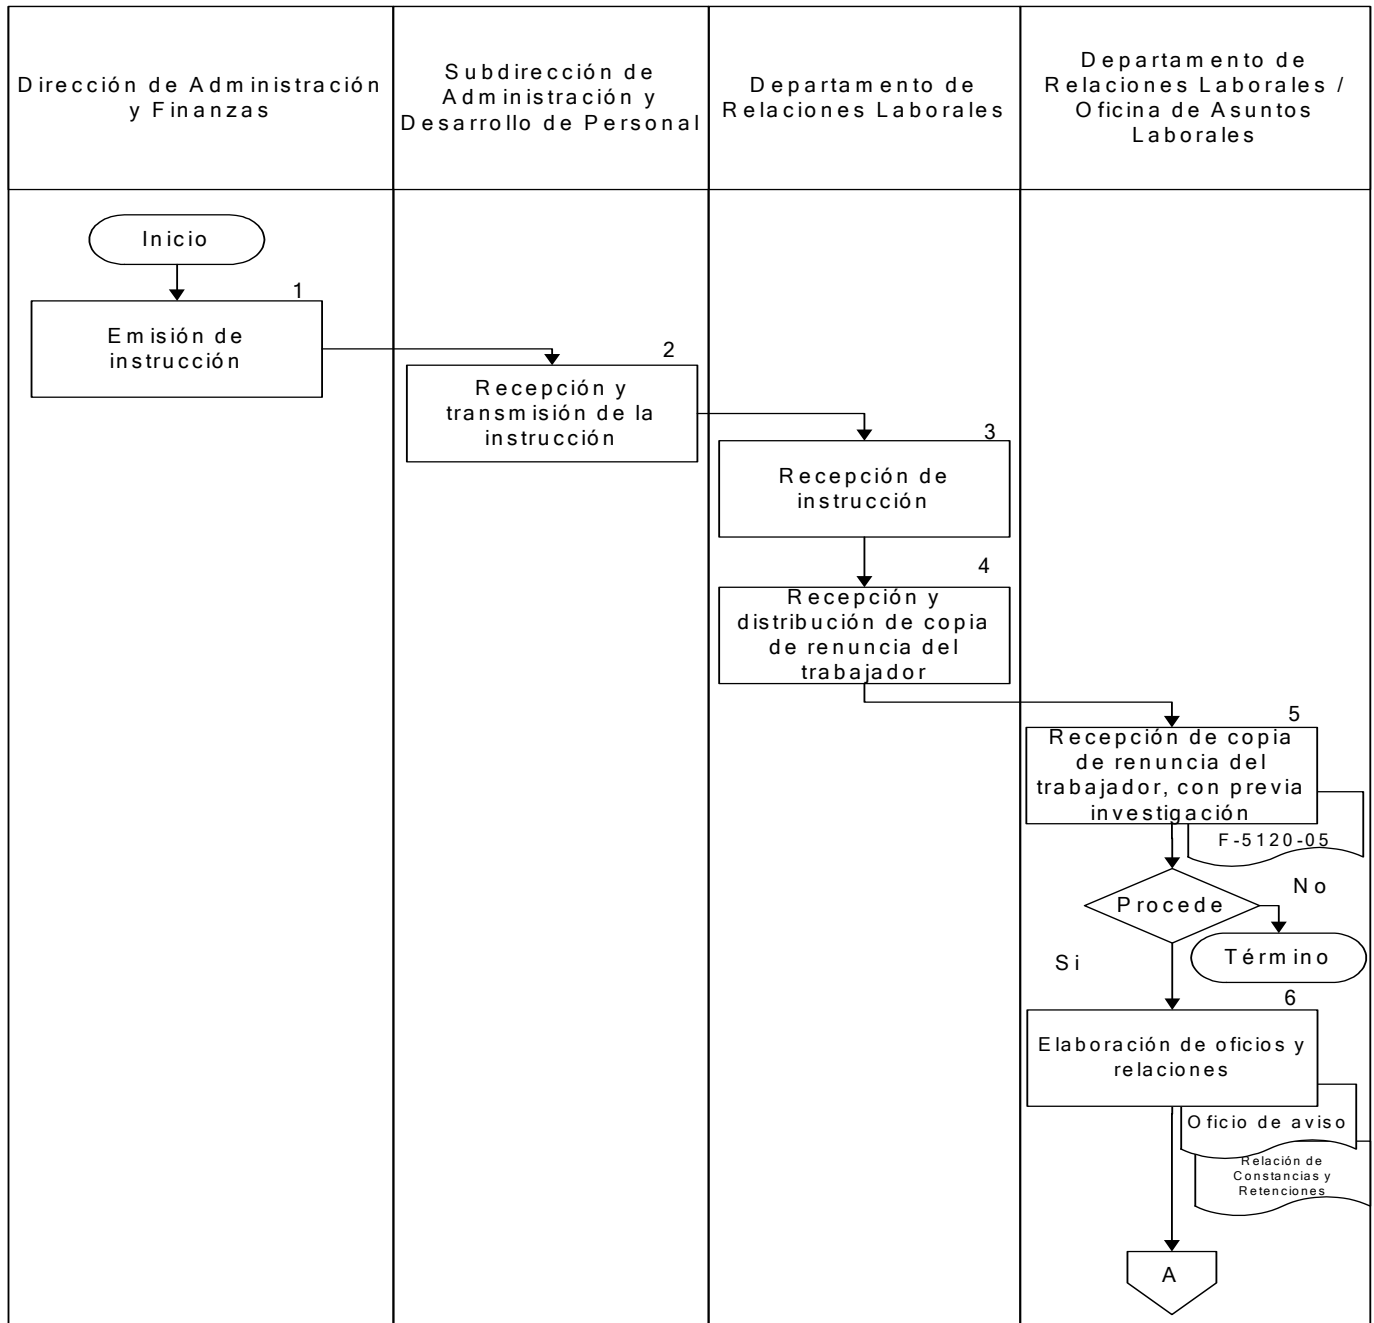 Dirección de Administración
y Finanzas
Subdirección de
Administración y
Desarrollo de Personal
Departamento de
Relaciones Laborales
Departamento de
Relaciones Laborales /
Oficina de Asuntos
Laborales
Inicio
1
Emisión de
instrucción
2
Recepción y
transmisión de la
instrucción
3
Recepción de
instrucción
4
Recepción y
distribución de copia
de renuncia del
trabajador
5
Recepción de copia
de renuncia del
trabajador, con previa
investigación
F-5120-05
Procede
No
Término
Si
6
Elaboración de oficios y
relaciones
Oficio de aviso
Relación de
Constancias y
Retenciones
A